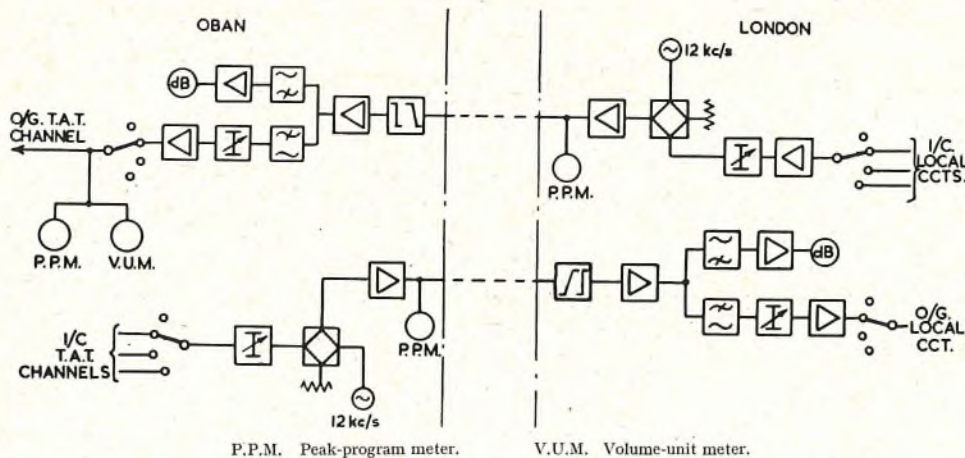 OBAN
LONDON
12 kc/s
dB
O/G. T.A.T.
CHANNEL
I/C.
LOCAL
CCTS.
P.P.M.
P.P.M.
V.U.M.
dB
O/G.
LOCAL
CCT.
I/C
T.A.T.
CHANNELS
P.P.M.
12 kc/s
P.P.M. Peak-program meter.
V.U.M. Volume-unit meter.